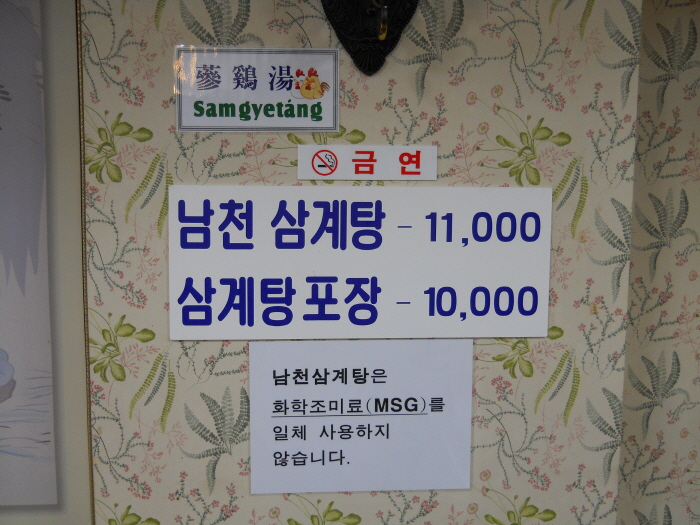 蔘鷄湯
Samgyetáng
금연
남천 삼계탕 - 11,000
삼계탕 포장 - 10,000
남천삼계탕은
화학조미료(MSG)를
일체 사용하지
않습니다.